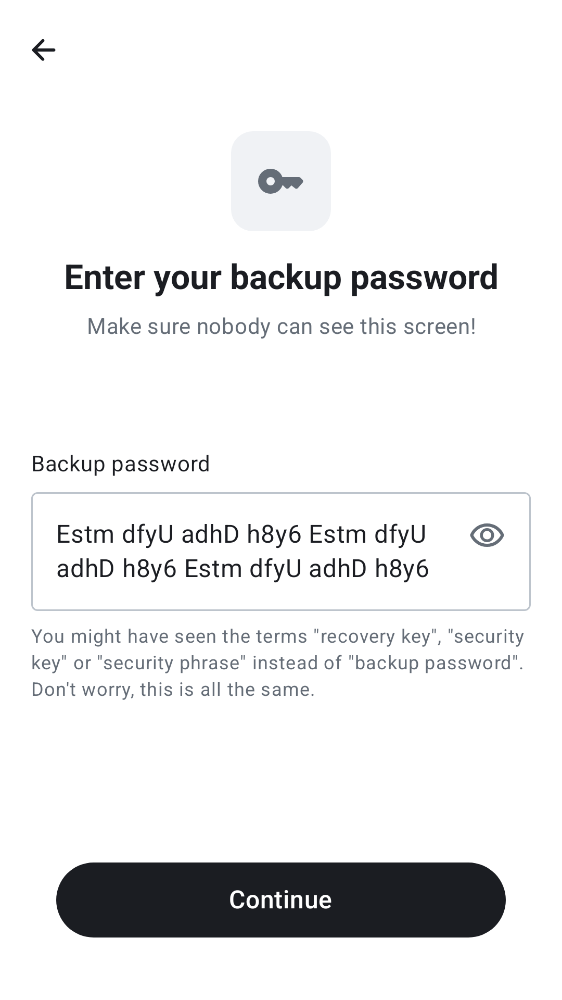 Enter your backup password
Make sure nobody can see this screen!
Backup password
Estm dfyU adhD h8y6 Estm dfyU
adhD h8y6 Estm dfyU adhD h8y6
You might have seen the terms "recovery key", "security
key" or "security phrase" instead of "backup password".
Don't worry, this is all the same.
Continue